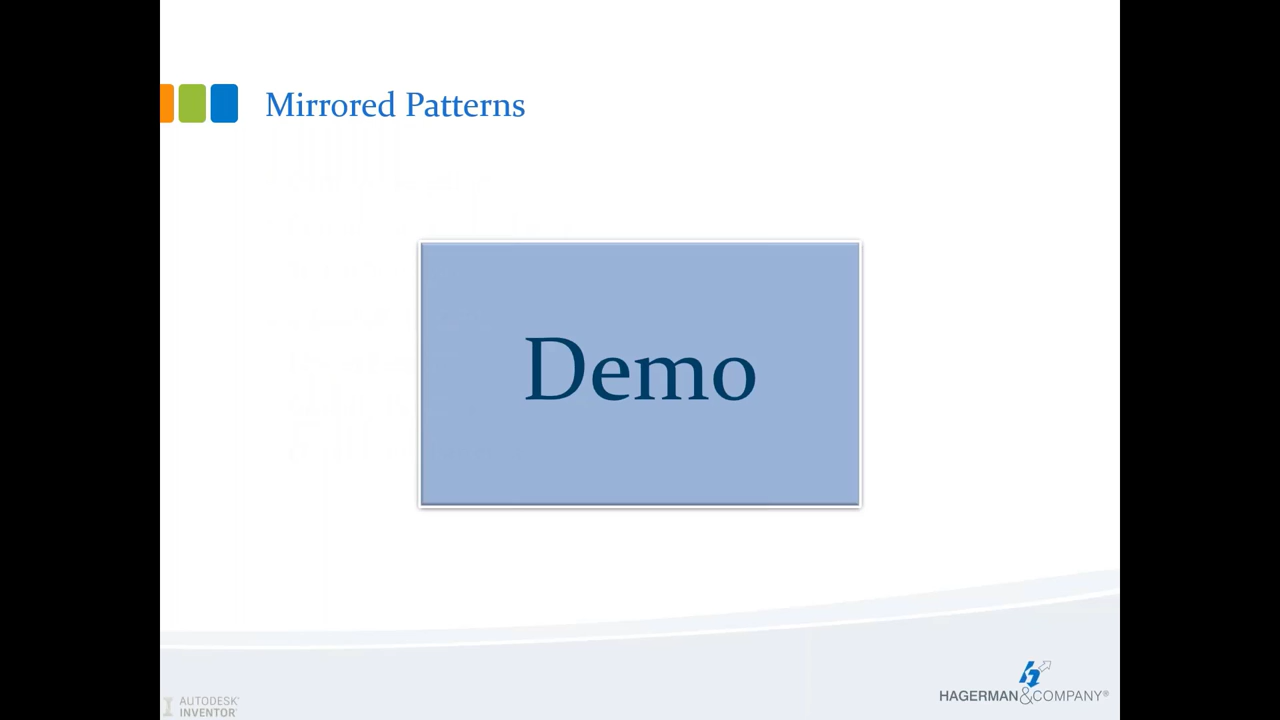 Mirrored Patterns
Demo
AUTODESK®
INVENTOR®
HAGERMAN&COMPANY®